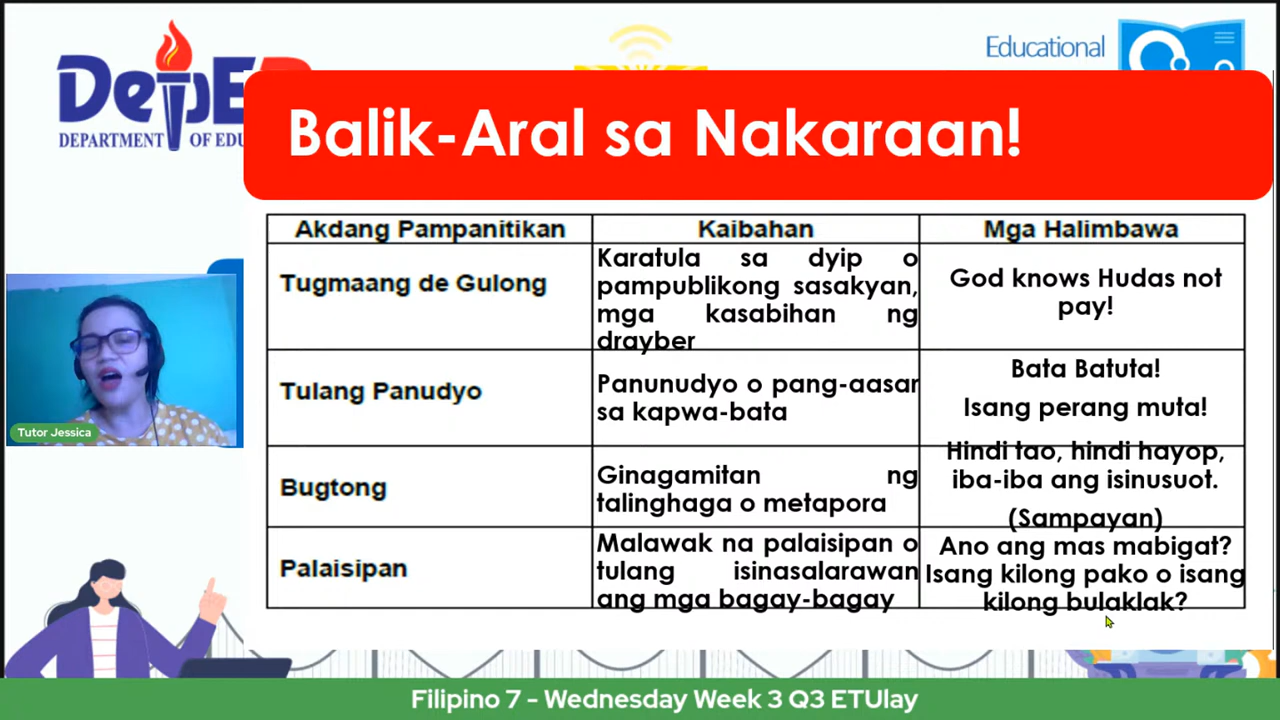 DepED
DEPARTMENT OF EDU
Educational
Balik-Aral sa Nakaraan!
Akdang Pampanitikan
Kaibahan
Mga Halimbawa
Tugmaang de Gulong
Karatula sa dyip o
pampublikong sasakyan,
mga kasabihan ng
drayber
God knows Hudas not
pay!
Tulang Panudyo
Panunudyo o pang-aasar
sa kapwa-bata
Bata Batuta!
Isang perang muta!
Bugtong
Ginagamitan ng
talinghaga o metapora
Hindi tao, hindi hayop,
iba-iba ang isinusuot.
(Sampayan)
Palaisipan
Malawak na palaisipan o
tulang isinasalarawan
ang mga bagay-bagay
Ano ang mas mabigat?
Isang kilong pako o isang
kilong bulaklak?
Tutor Jessica
Filipino 7 - Wednesday Week 3 Q3 ETUlay